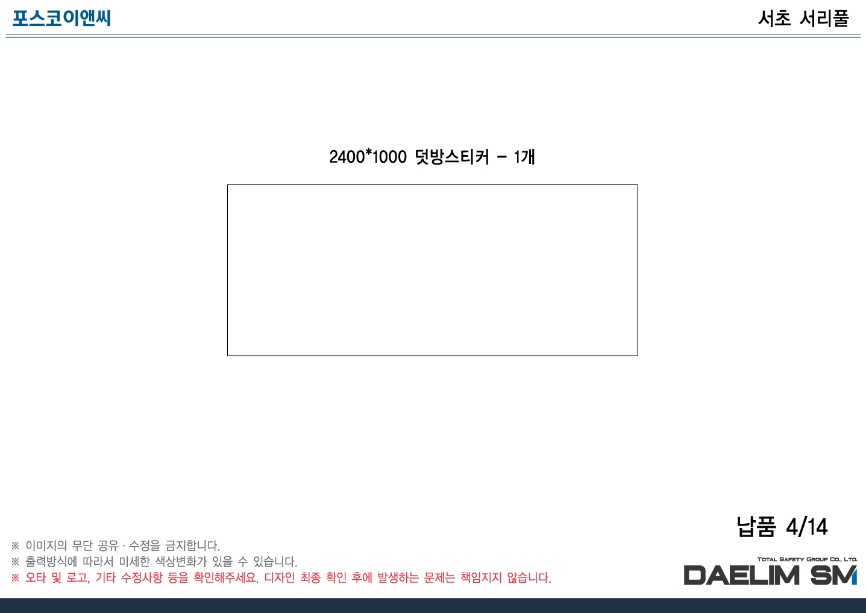 포스코이앤씨
서초 서리풀
2400*1000 덧방스티커 - 1개
납품 4/14
※ 이미지의 무단 공유·수정을 금지합니다.
※ 출력방식에 따라서 미세한 색상변화가 있을 수 있습니다.
※ 오타 및 로고, 기타 수정사항 등을 확인해주세요. 디자인 최종 확인 후에 발생하는 문제는 책임지지 않습니다.
TOTAL SAFETY GROUP CO., LTD.
DAELIM SM